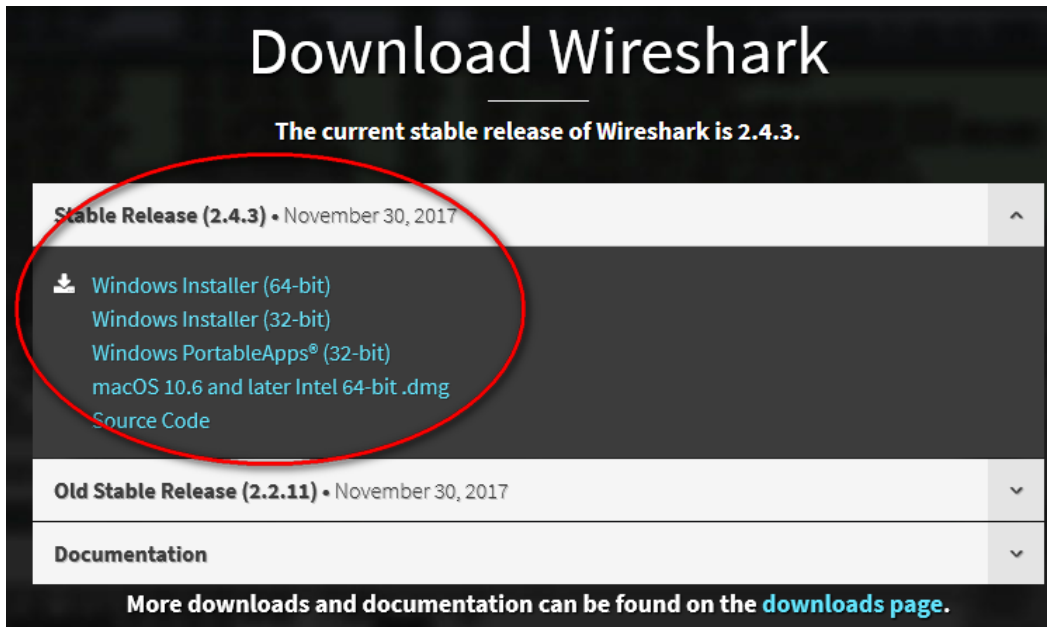 Download Wireshark
The current stable release of Wireshark is 2.4.3.
Stable Release (2.4.3) • November 30, 2017
Windows Installer (64-bit)
Windows Installer (32-bit)
Windows PortableApps® (32-bit)
macOS 10.6 and later Intel 64-bit .dmg
Source Code
Old Stable Release (2.2.11) • November 30, 2017
Documentation
More downloads and documentation can be found on the downloads page.